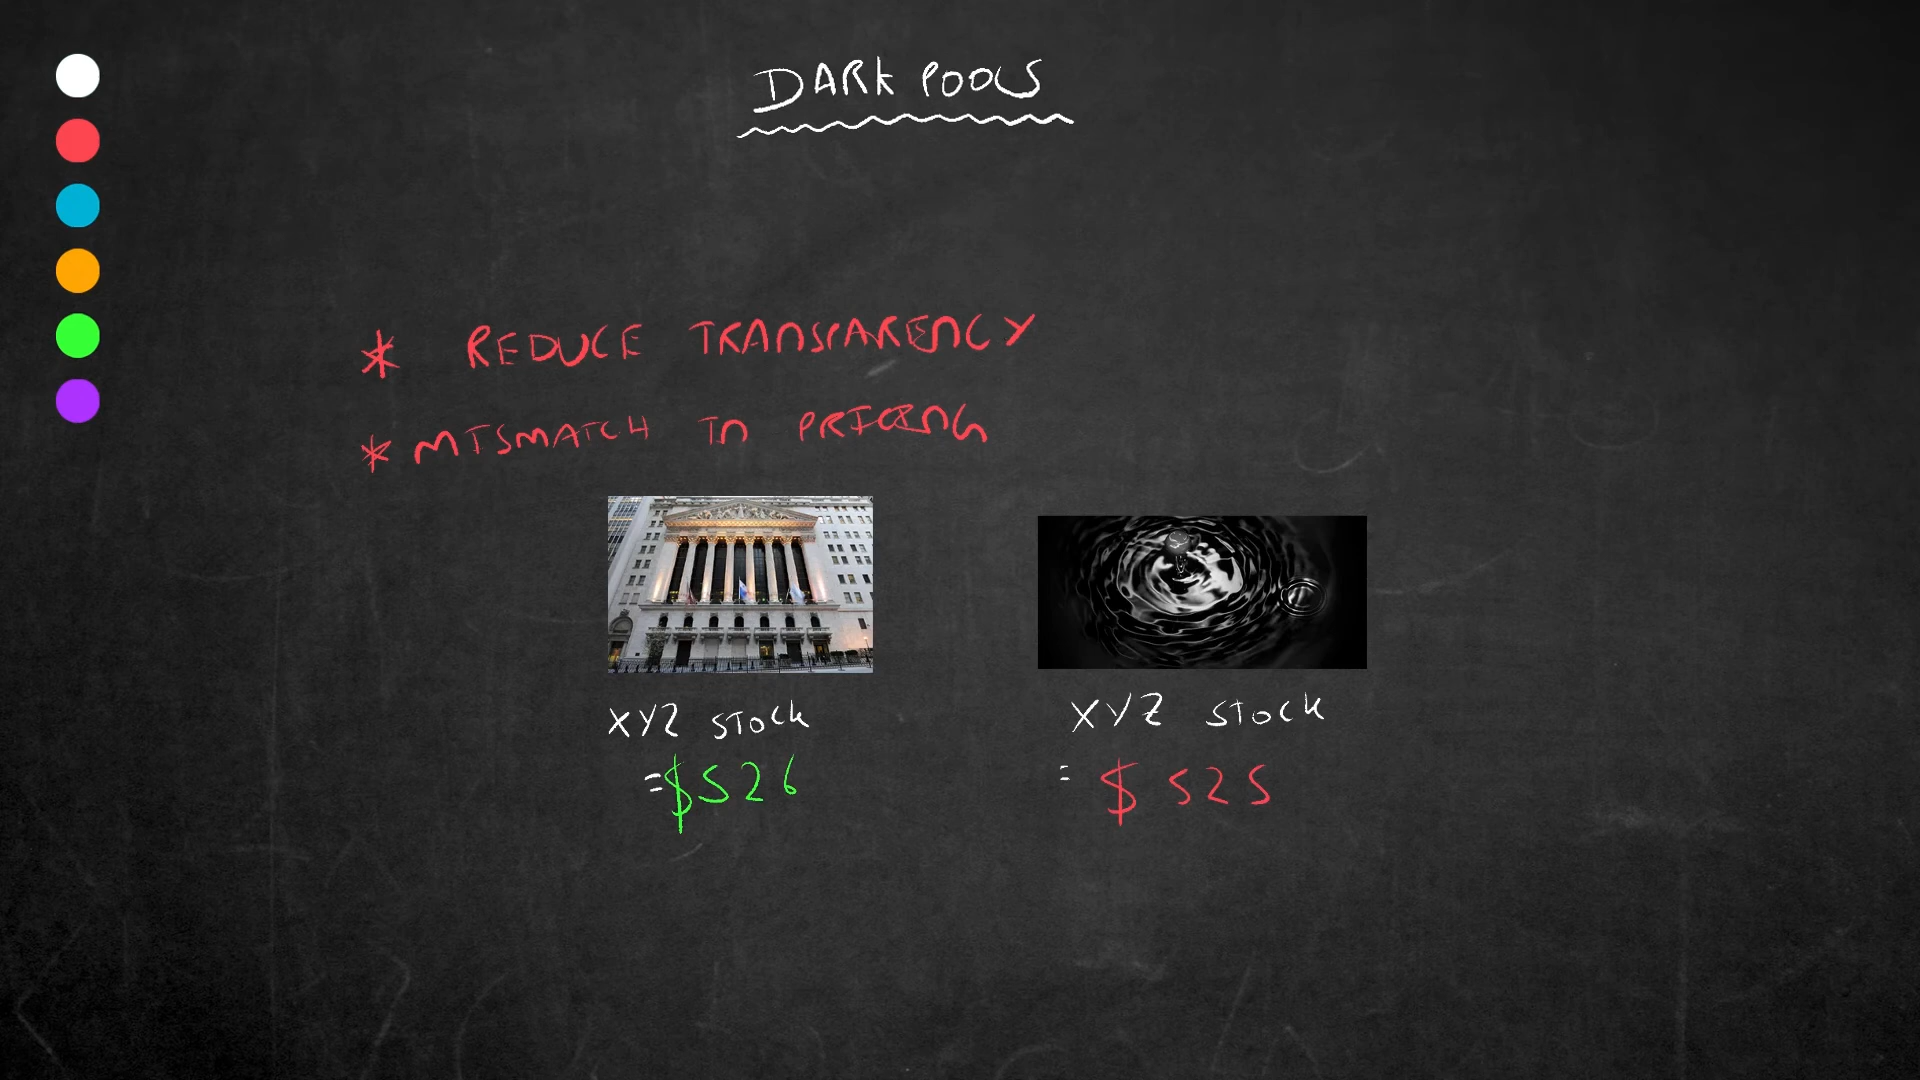 DARK POOLS
* REDUCE TRANSPARENCY
* MISMATCH IN PRICING
XYZ STOCK
= $526
XYZ STOCK
= $525